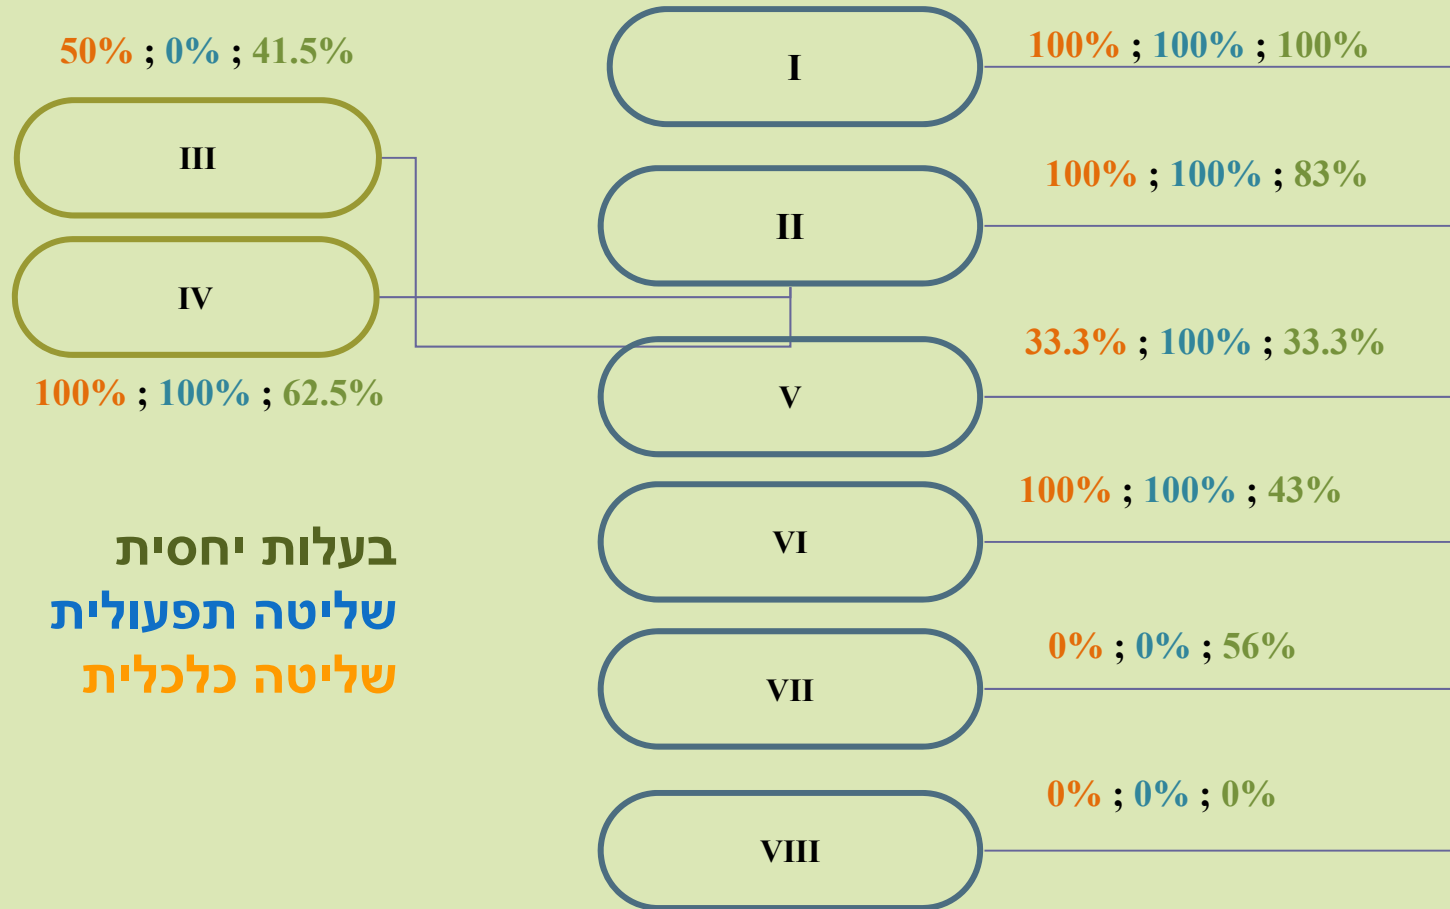 50% ; 0% ; 41.5%
III
IV
100% ; 100% ; 62.5%
I
100% ; 100% ; 100%
II
100% ; 100% ; 83%
V
33.3% ; 100% ; 33.3%
VI
100% ; 100% ; 43%
VII
0% ; 0% ; 56%
VIII
0% ; 0% ; 0%
בעלות יחסית
שליטה תפעולית
שליטה כלכלית